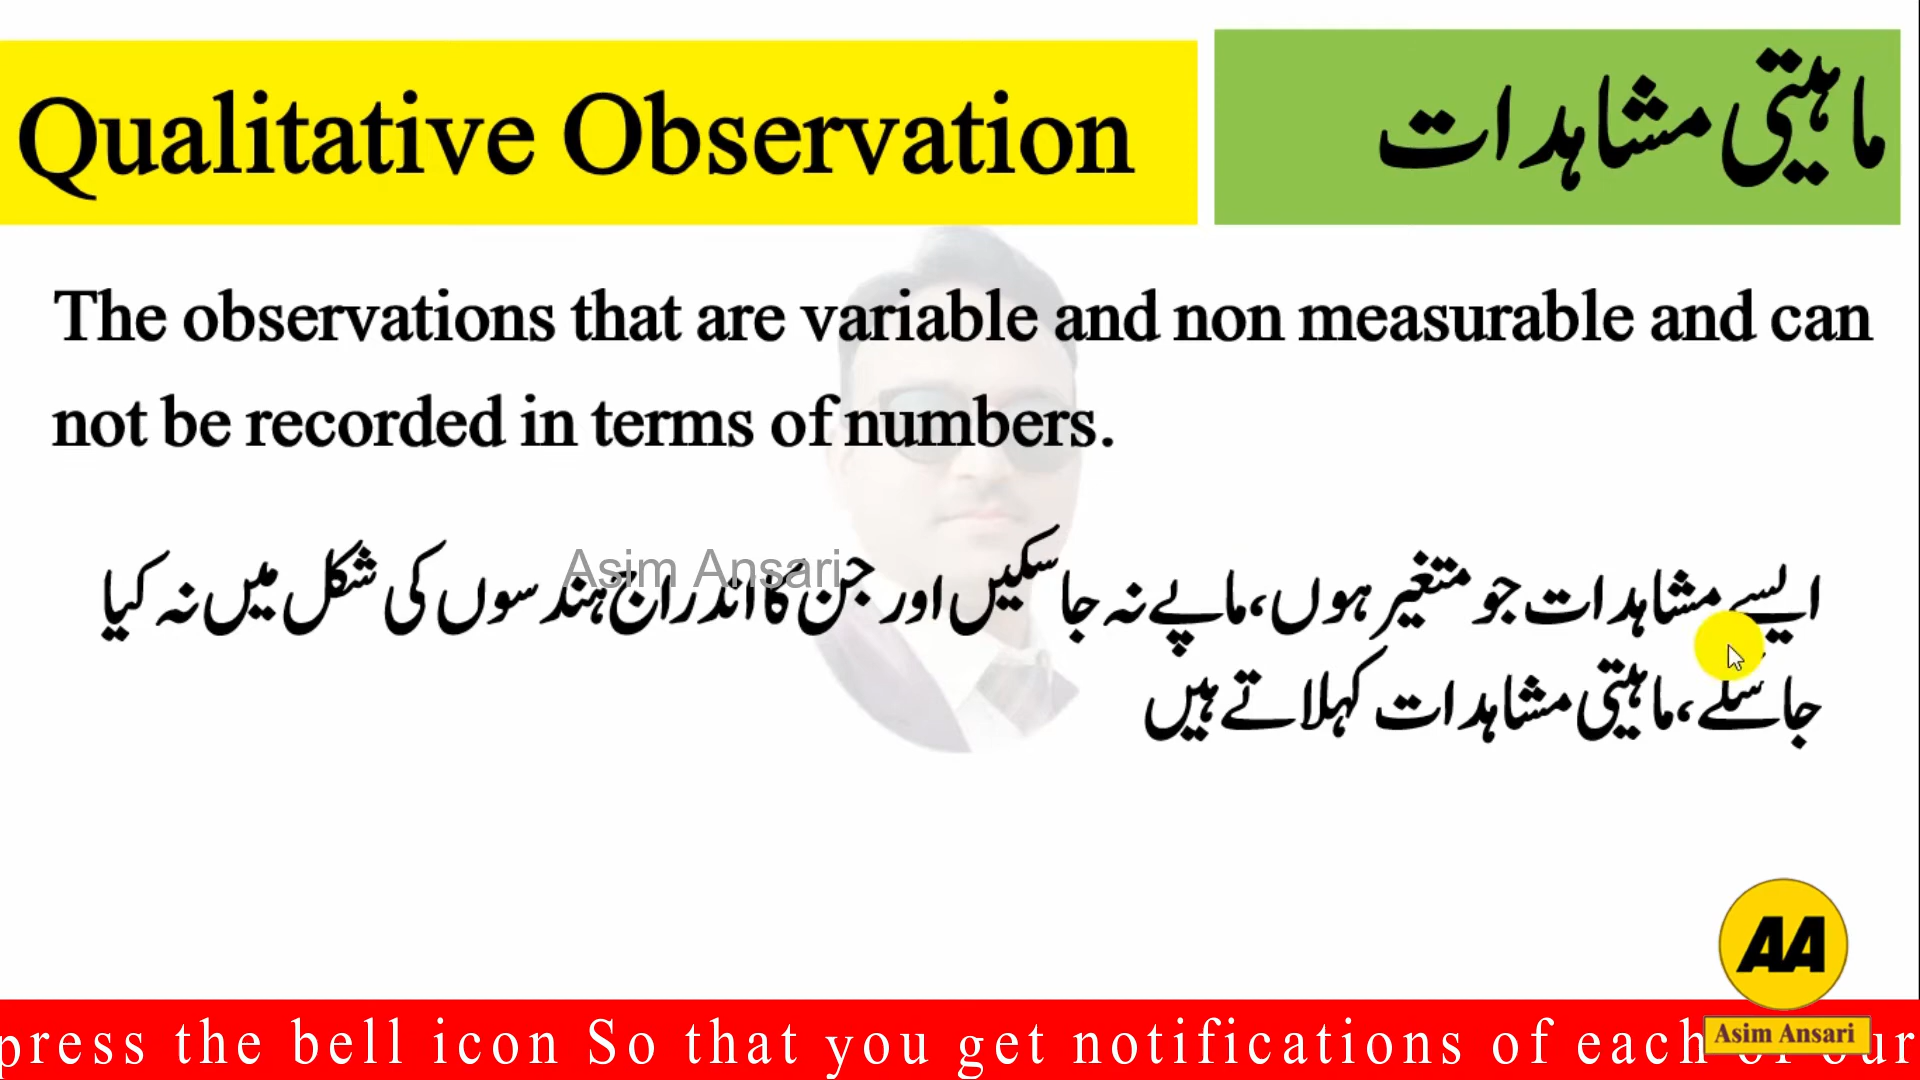 Qualitative Observation
ماہیتی مشاہدات
The observations that are variable and non measurable and can
not be recorded in terms of numbers.
ایسے مشاہدات جو متغیر ہوں، ماپے نہ جا سکیں اور جن کا اندراج ہندسوں کی شکل میں نہ کیا
جا سکے، ماہیتی مشاہدات کہلاتے ہیں
Asim Ansari
AA
Asim Ansari
press the bell icon So that you get notifications of each of our